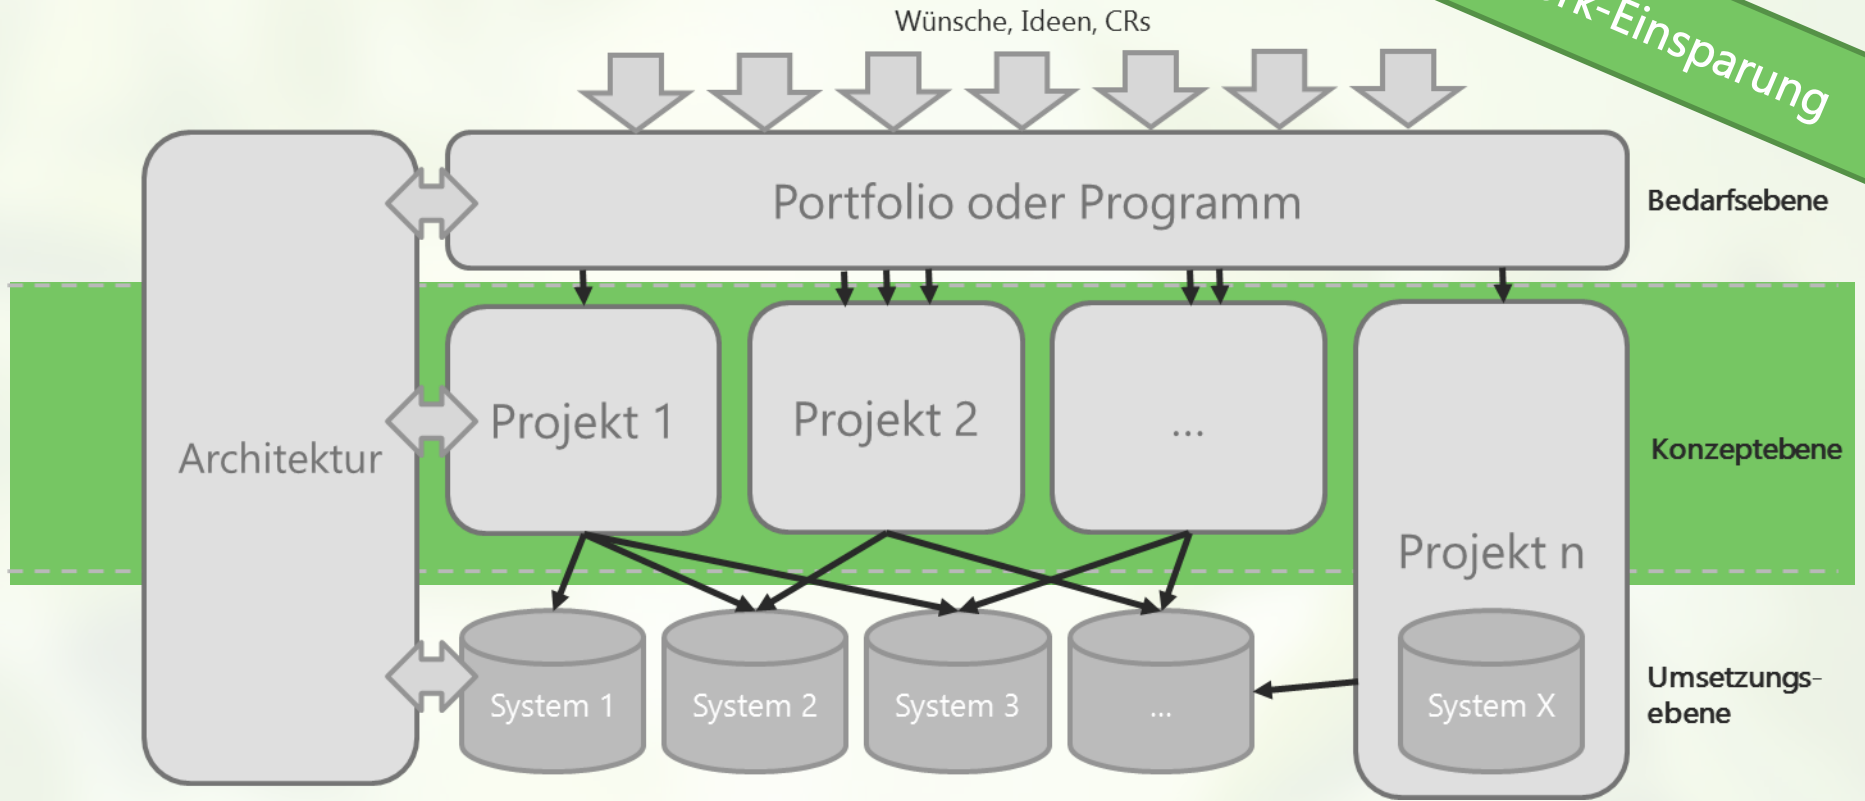 Wünsche, Ideen, CRs
-Einsparung
Portfolio oder Programm
Bedarfsebene
Projekt 1
Projekt 2
...
Architektur
Konzeptebene
Projekt n
System 1
System 2
System 3
...
System X
Umsetzungs-
ebene